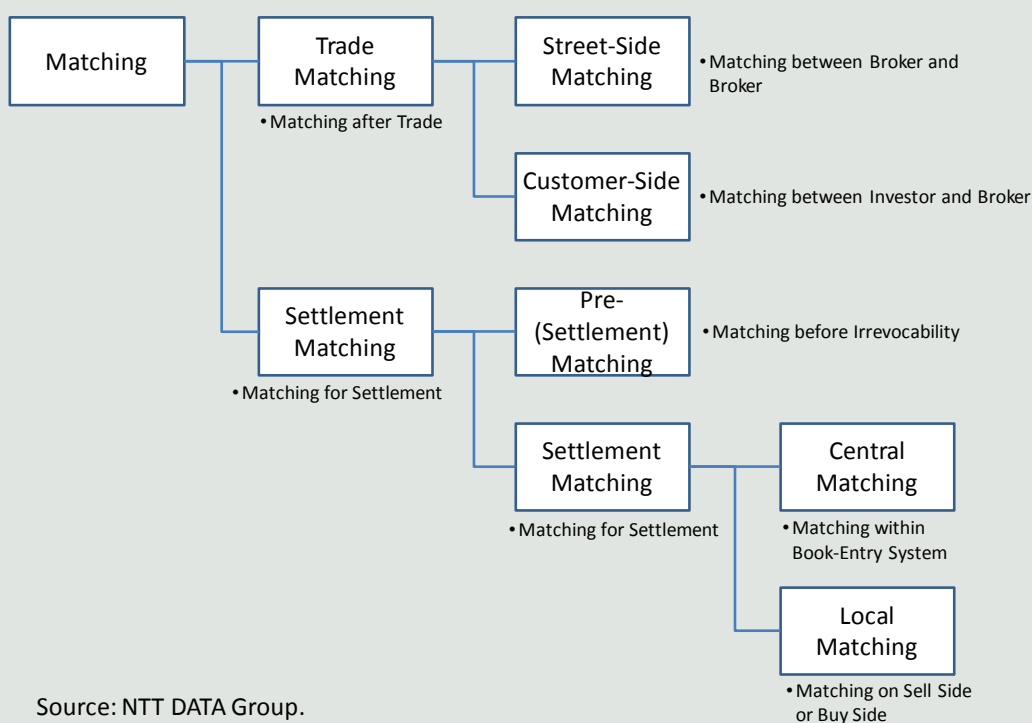 Matching
Trade
Matching
• Matching after Trade
Street-Side
Matching
• Matching between Broker and
Broker
Customer-Side
Matching
• Matching between Investor and Broker
Settlement
Matching
• Matching for Settlement
Pre-
(Settlement)
Matching
• Matching before Irrevocability
Settlement
Matching
• Matching for Settlement
Central
Matching
• Matching within
Book-Entry System
Local
Matching
• Matching on Sell Side
or Buy Side
Source: NTT DATA Group.